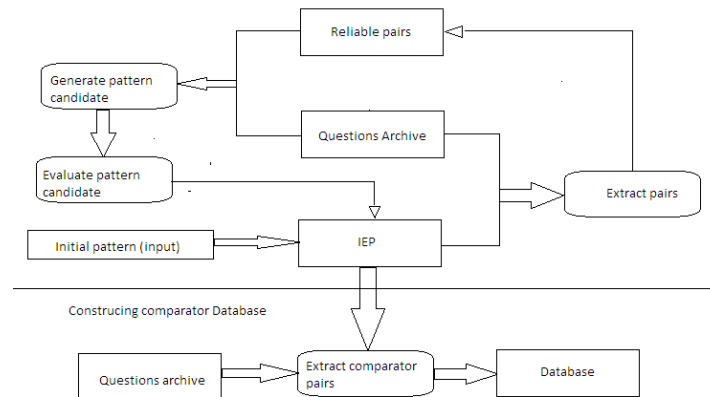 Reliable pairs
Generate pattern
candidate
Questions Archive
Evaluate pattern
candidate
Extract pairs
Initial pattern (input)
IEP
Construcing comparator Database
Questions archive
Extract comparator
pairs
Database